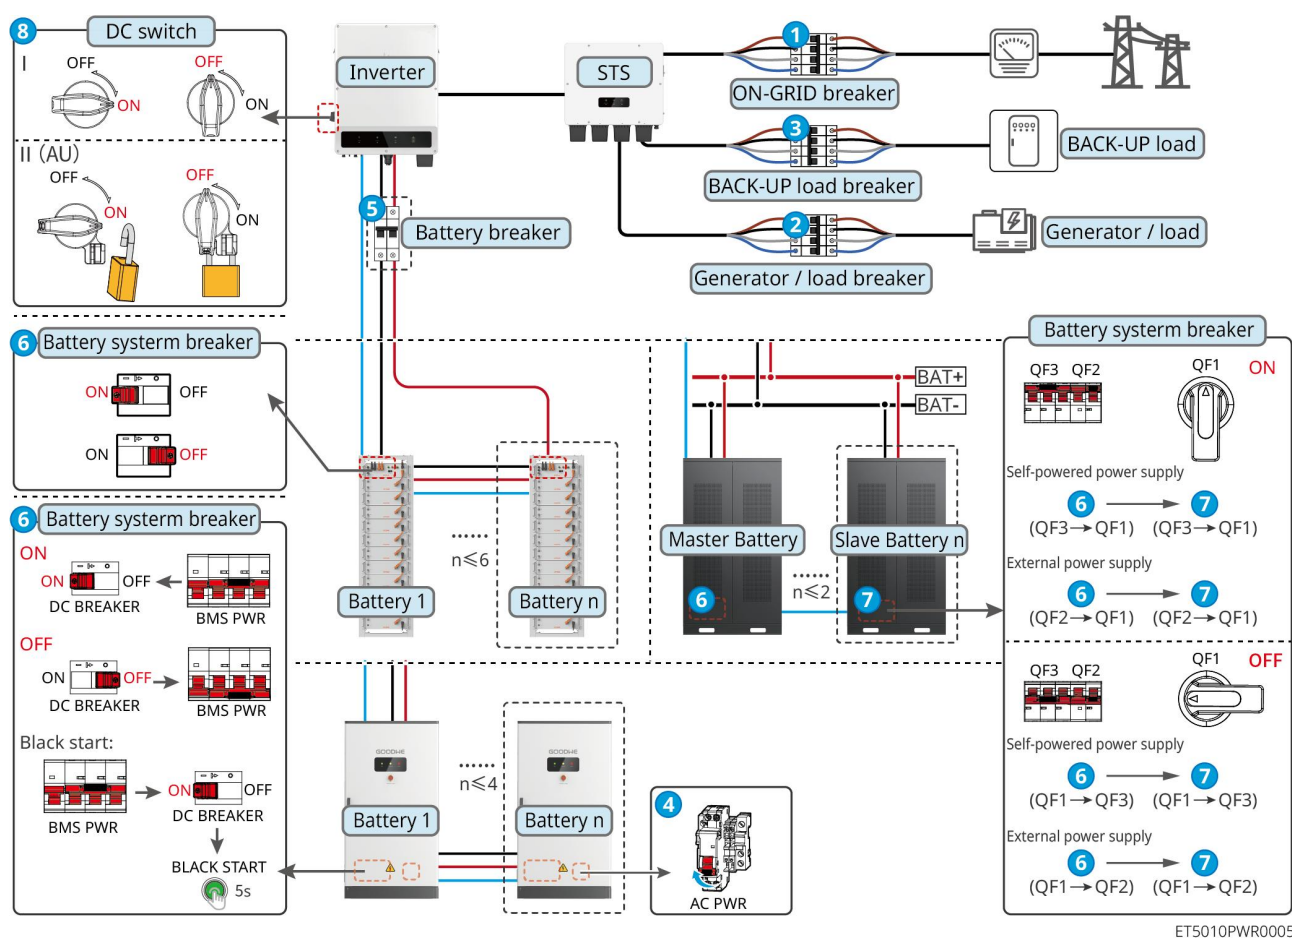 8 DC switch
I
OFF
ON
OFF
ON
II (AU)
OFF
ON
OFF
ON
Inverter
STS
1
ON-GRID breaker
3
BACK-UP load breaker
BACK-UP load
2
Generator / load breaker
Generator / load
5
Battery breaker
6 Battery systerm breaker
ON OFF
ON OFF
6 Battery systerm breaker
ON
ON OFF
DC BREAKER
BMS PWR
OFF
ON OFF
DC BREAKER
BMS PWR
Black start:
BMS PWR
ON OFF
DC BREAKER
BLACK START
5s
Battery 1
......
n≤6
Battery n
BAT+
BAT-
Master Battery
6
......
n≤2
Slave Battery n
7
GOODWE
Battery 1
......
n≤4
GOODWE
Battery n
4
AC PWR
Battery systerm breaker
QF3 QF2
QF1
ON
Self-powered power supply
6 → 7
(QF3→QF1) (QF3→QF1)
External power supply
6 → 7
(QF2→QF1) (QF2→QF1)
QF3 QF2
QF1
OFF
Self-powered power supply
6 → 7
(QF1→QF3) (QF1→QF3)
External power supply
6 → 7
(QF1→QF2) (QF1→QF2)
ET5010PWR0005